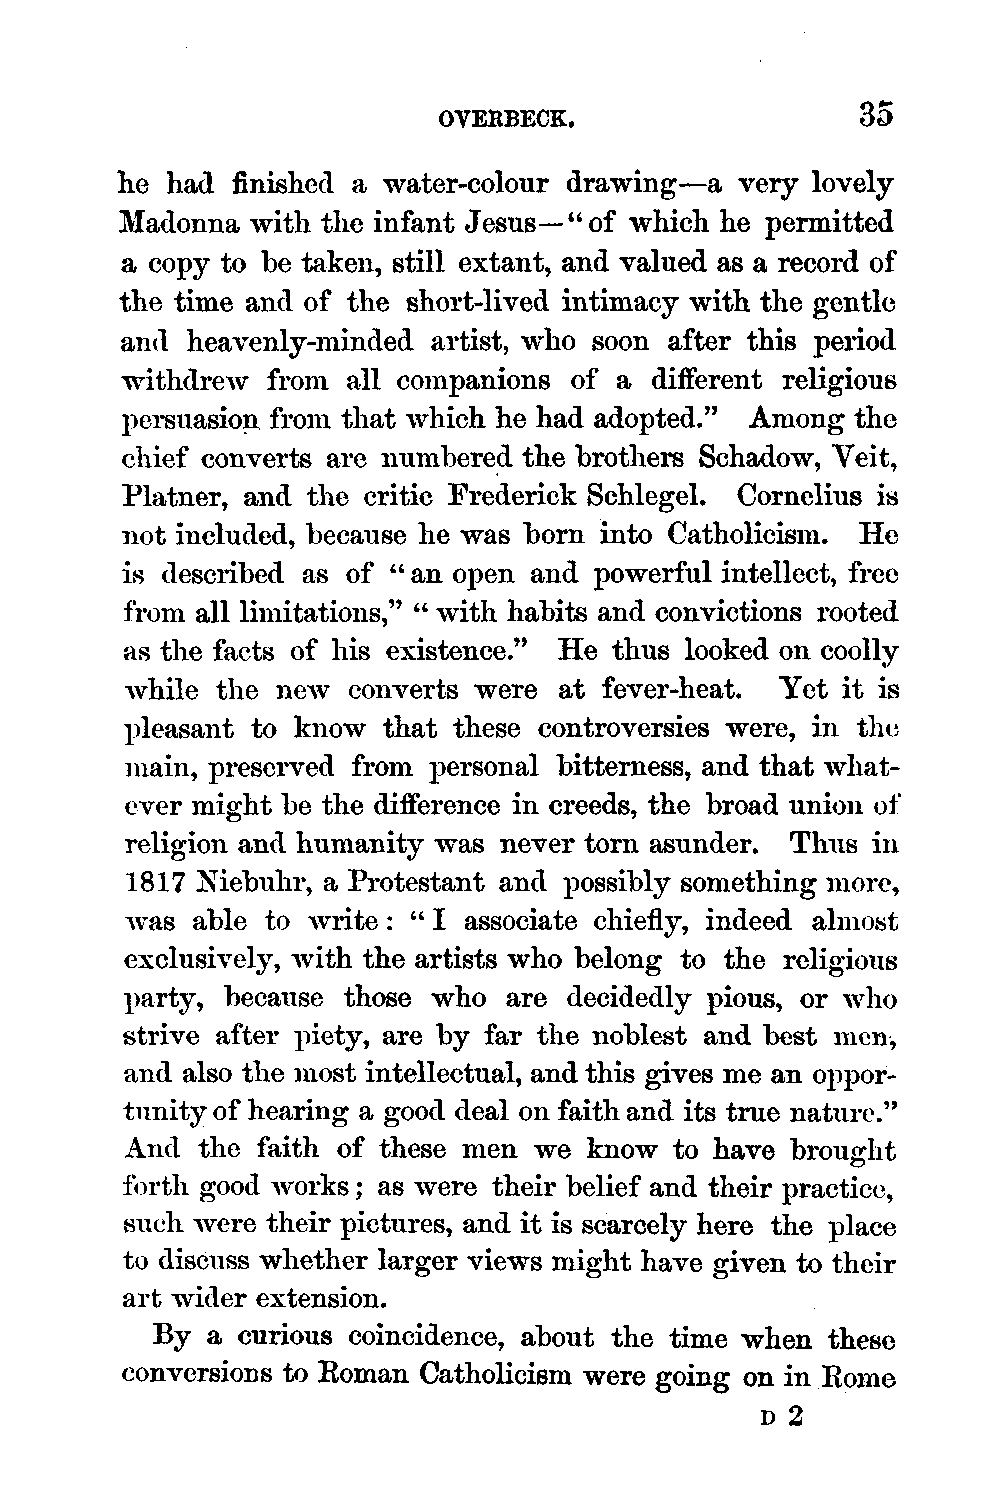 OVERBECK. 35
he had finished a water-colour drawing—a very lovely
Madonna with the infant Jesus—“of which he permitted
a copy to be taken, still extant, and valued as a record of
the time and of the short-lived intimacy with the gentle
and heavenly-minded artist, who soon after this period
withdrew from all companions of a different religious
persuasion from that which he had adopted.” Among the
chief converts are numbered the brothers Schadow, Veit,
Platner, and the critic Frederick Schlegel. Cornelius is
not included, because he was born into Catholicism. He
is described as of “an open and powerful intellect, free
from all limitations,” “with habits and convictions rooted
as the facts of his existence.” He thus looked on coolly
while the new converts were at fever-heat. Yet it is
pleasant to know that these controversies were, in the
main, preserved from personal bitterness, and that what-
ever might be the difference in creeds, the broad union of
religion and humanity was never torn asunder. Thus in
1817 Niebuhr, a Protestant and possibly something more,
was able to write: “I associate chiefly, indeed almost
exclusively, with the artists who belong to the religious
party, because those who are decidedly pious, or who
strive after piety, are by far the noblest and best men,
and also the most intellectual, and this gives me an oppor-
tunity of hearing a good deal on faith and its true nature.”
And the faith of these men we know to have brought
forth good works; as were their belief and their practice,
such were their pictures, and it is scarcely here the place
to discuss whether larger views might have given to their
art wider extension.
By a curious coincidence, about the time when these
conversions to Roman Catholicism were going on in Rome
D 2